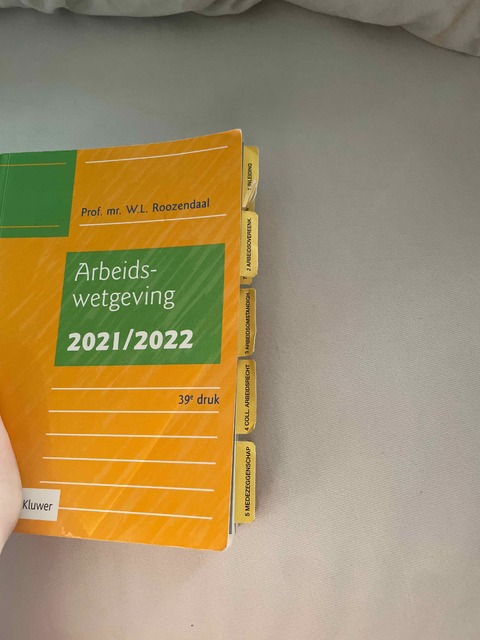 Prof. mr. W.L. Roozendaal
Arbeids-
wetgeving
2021/2022
39e druk
Kluwer
INLEIDING
2 ARBEIDSOVEREENK
3 ARBEIDSOMSTANDIGH
4 COLL. ARBEIDSRECHT
5 MEDEZEGGENSCHAP